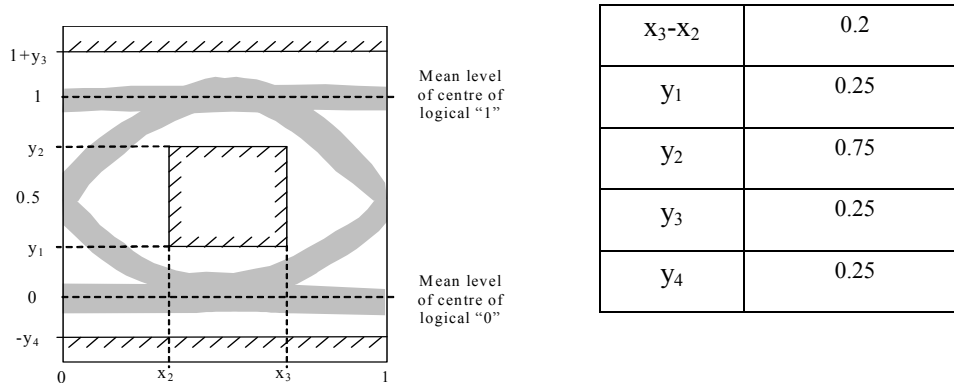 1+y3
1
y2
0.5
y1
0
-y4
0
x2
x3
1
Mean level
of centre of
logical “1”
Mean level
of centre of
logical “0”
x3-x2 0.2
y1 0.25
y2 0.75
y3 0.25
y4 0.25